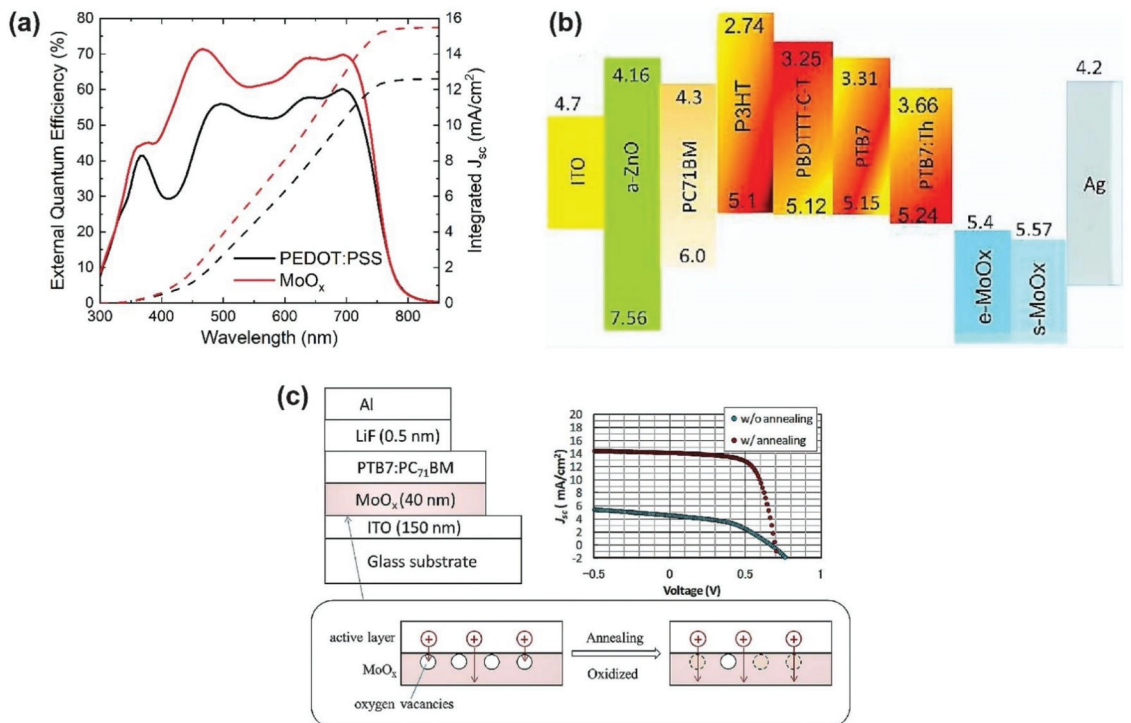 (a)
80
70
60
50
40
30
20
10
0
External Quantum Efficiency (%)
16
14
12
10
8
6
4
2
0
Integrated Jsc (mA/cm²)
PEDOT:PSS
MoOx
300 400 500 600 700 800
Wavelength (nm)
(b)
4.7
ITO
4.16
a-ZnO
7.56
4.3
PC71BM
6.0
2.74
P3HT
5.1
3.25
PBDTTT-C-T
5.12
3.31
PTB7
5.15
3.66
PTB7:Th
5.24
5.4
e-MoOx
5.57
s-MoOx
4.2
Ag
(c)
Al
LiF (0.5 nm)
PTB7:PC71BM
MoOx (40 nm)
ITO (150 nm)
Glass substrate
20
18
16
14
12
10
8
6
4
2
0
-2
Jsc ( mA/cm²)
w/o annealing
w/ annealing
−0.5 0 0.5 1
Voltage (V)
active layer
MoOx
oxygen vacancies
+ + +
Annealing
Oxidized
+ + +